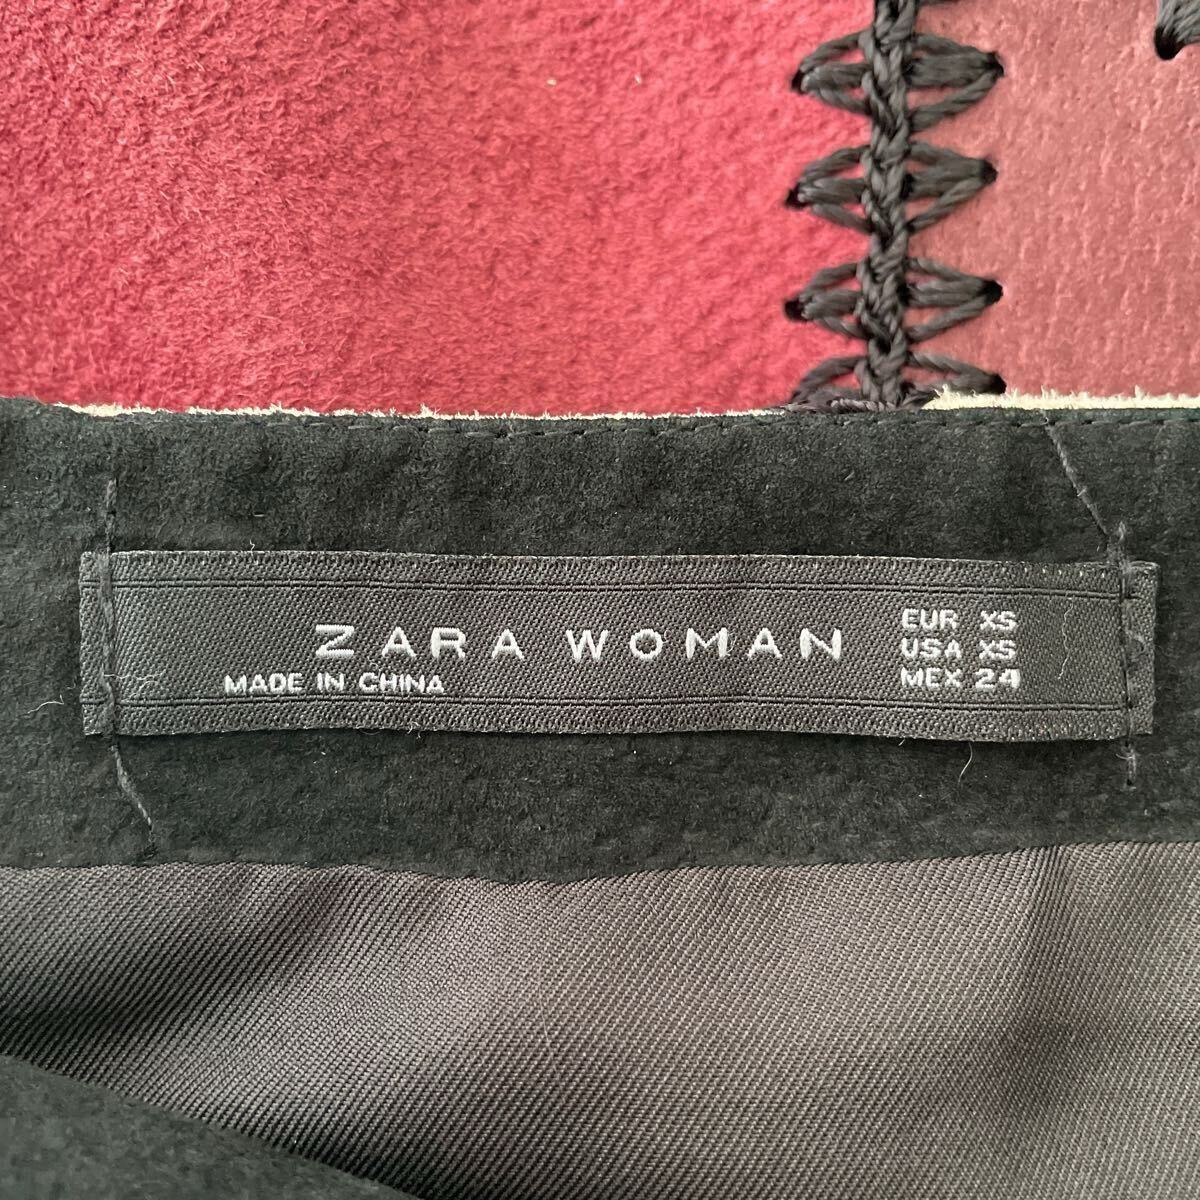 ZARA WOMAN
MADE IN CHINA
EUR XS
USA XS
MEX 24